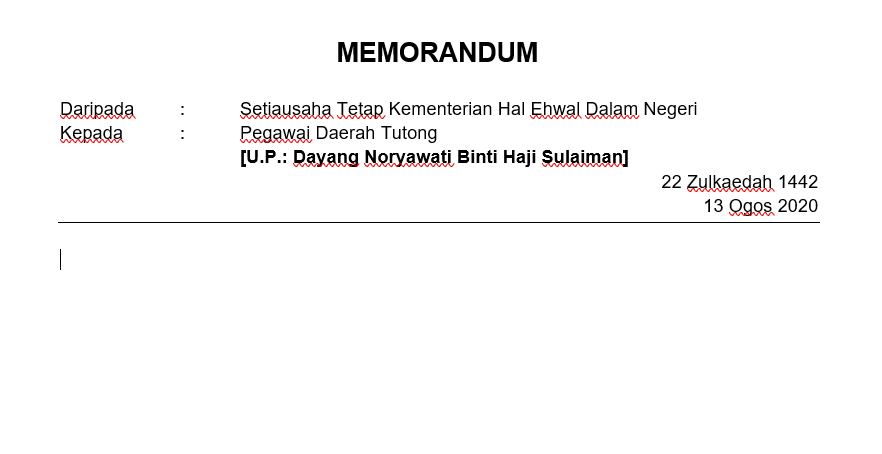 MEMORANDUM
Daripada : Setiausaha Tetap Kementerian Hal Ehwal Dalam Negeri
Kepada : Pegawai Daerah Tutong
[U.P.: Dayang Noryawati Binti Haji Sulaiman]
22 Zulkaedah 1442
13 Ogos 2020